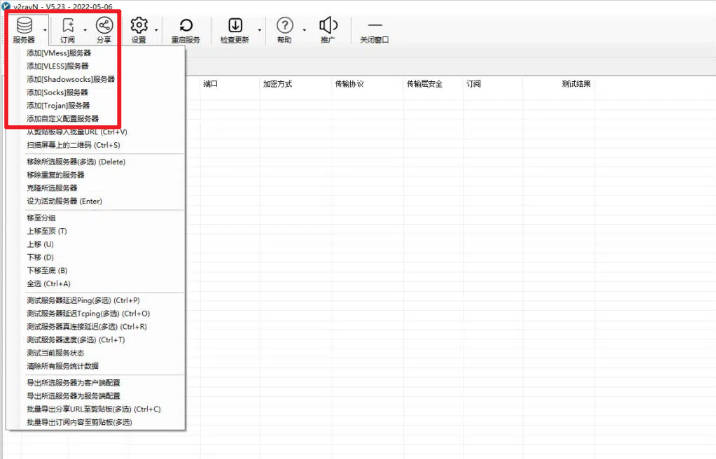 v2rayN - V5.23 - 2022-05-06
服务器 订阅 分享 设置 重启服务 检查更新 帮助 推广 关闭窗口
端口 加密方式 传输协议 传输层安全 订阅 测试结果
添加[VMess]服务器
添加[VLESS]服务器
添加[Shadowsocks]服务器
添加[Socks]服务器
添加[Trojan]服务器
添加自定义配置服务器
从剪贴板导入批量URL (Ctrl+V)
扫描屏幕上的二维码 (Ctrl+S)
移除所选服务器(多选) (Delete)
移除重复的服务器
克隆所选服务器
设为活动服务器 (Enter)
移至分组
上移至顶 (T)
上移 (U)
下移 (D)
下移至底 (B)
全选 (Ctrl+A)
测试服务器延迟Ping(多选) (Ctrl+P)
测试服务器延迟Tcping(多选) (Ctrl+O)
测试服务器真连接延迟(多选) (Ctrl+R)
测试服务器速度(多选) (Ctrl+T)
测试当前服务状态
清除所有服务统计数据
导出所选服务器为客户端配置
导出所选服务器为服务端配置
批量导出分享URL至剪贴板(多选) (Ctrl+C)
批量导出订阅内容至剪贴板(多选)